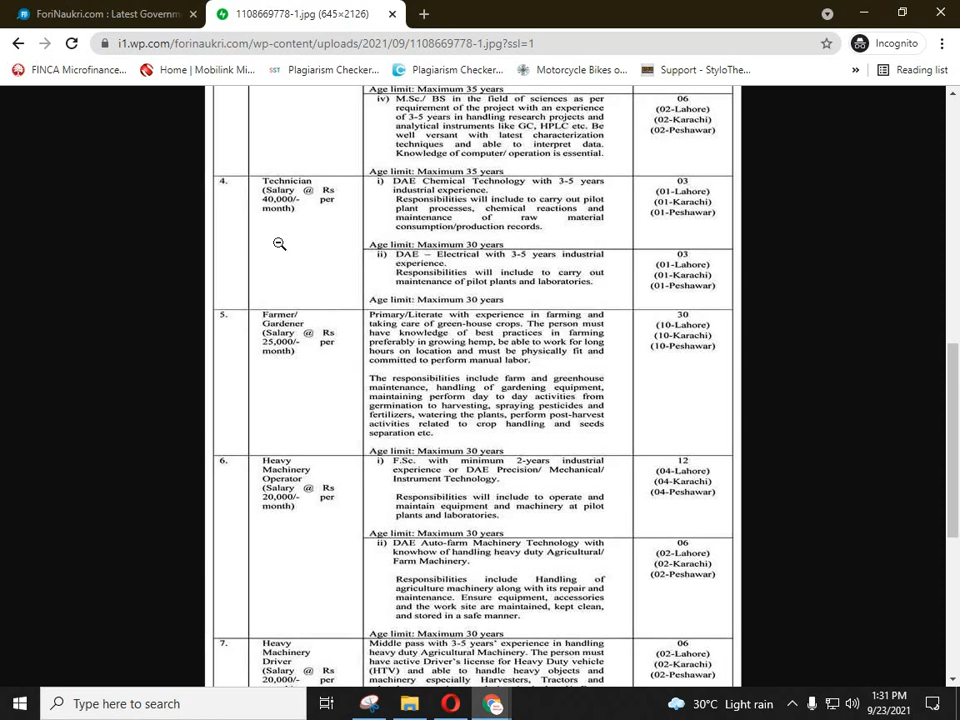 ForiNaukri.com : Latest Governm
1108669778-1.jpg (645×2126)
i1.wp.com/forinaukri.com/wp-content/uploads/2021/09/1108669778-1.jpg?ssl=1
Incognito
FINCA Microfinance...
Home | Mobilink Mi...
SST
Plagiarism Checker...
Plagiarism Checker...
Motorcycle Bikes o...
Support - StyloThe...
»
Reading list
Age limit: Maximum 35 years
iv) M.Sc./ BS in the field of sciences as per
requirement of the project with an experience
of 3-5 years in handling research projects and
analytical instruments like GC, HPLC etc. Be
well versant with latest characterization
techniques and able to interpret data.
Knowledge of computer/ operation is essential.
Age limit: Maximum 35 years
06
(02-Lahore)
(02-Karachi)
(02-Peshawar)
4.
Technician
(Salary @ Rs
40,000/- per
month)
i) DAE Chemical Technology with 3-5 years
industrial experience.
Responsibilities will include to carry out pilot
plant processes, chemical reactions and
maintenance of raw material
consumption/production records.
Age limit: Maximum 30 years
03
(01-Lahore)
(01-Karachi)
(01-Peshawar)
ii) DAE – Electrical with 3-5 years industrial
experience.
Responsibilities will include to carry out
maintenance of pilot plants and laboratories.
Age limit: Maximum 30 years
03
(01-Lahore)
(01-Karachi)
(01-Peshawar)
5.
Farmer/
Gardener
(Salary @ Rs
25,000/- per
month)
Primary/Literate with experience in farming and
taking care of green-house crops. The person must
have knowledge of best practices in farming
preferably in growing hemp, be able to work for long
hours on location and must be physically fit and
committed to perform manual labor.
The responsibilities include farm and greenhouse
maintenance, handling of gardening equipment,
maintaining perform day to day activities from
germination to harvesting, spraying pesticides and
fertilizers, watering the plants, perform post-harvest
activities related to crop handling and seeds
separation etc.
Age limit: Maximum 30 years
30
(10-Lahore)
(10-Karachi)
(10-Peshawar)
6.
Heavy
Machinery
Operator
(Salary @ Rs
20,000/- per
month)
i) F.Sc. with minimum 2-years industrial
experience or DAE Precision/ Mechanical/
Instrument Technology.
Responsibilities will include to operate and
maintain equipment and machinery at pilot
plants and laboratories.
Age limit: Maximum 30 years
12
(04-Lahore)
(04-Karachi)
(04-Peshawar)
ii) DAE Auto-farm Machinery Technology with
knowhow of handling heavy duty Agricultural/
Farm Machinery.
Responsibilities include Handling of
agriculture machinery along with its repair and
maintenance. Ensure equipment, accessories
and the work site are maintained, kept clean,
and stored in a safe manner.
Age limit: Maximum 30 years
06
(02-Lahore)
(02-Karachi)
(02-Peshawar)
7.
Heavy
Machinery
Driver
(Salary @ Rs
20,000/- per
Middle pass with 3-5 years' experience in handling
heavy duty Agricultural Machinery. The person must
have active Driver's license for Heavy Duty vehicle
(HTV) and able to handle heavy objects and
machinery especially Harvesters, Tractors and
06
(02-Lahore)
(02-Karachi)
(02-Peshawar)
Type here to search
30°C Light rain
1:31 PM
9/23/2021